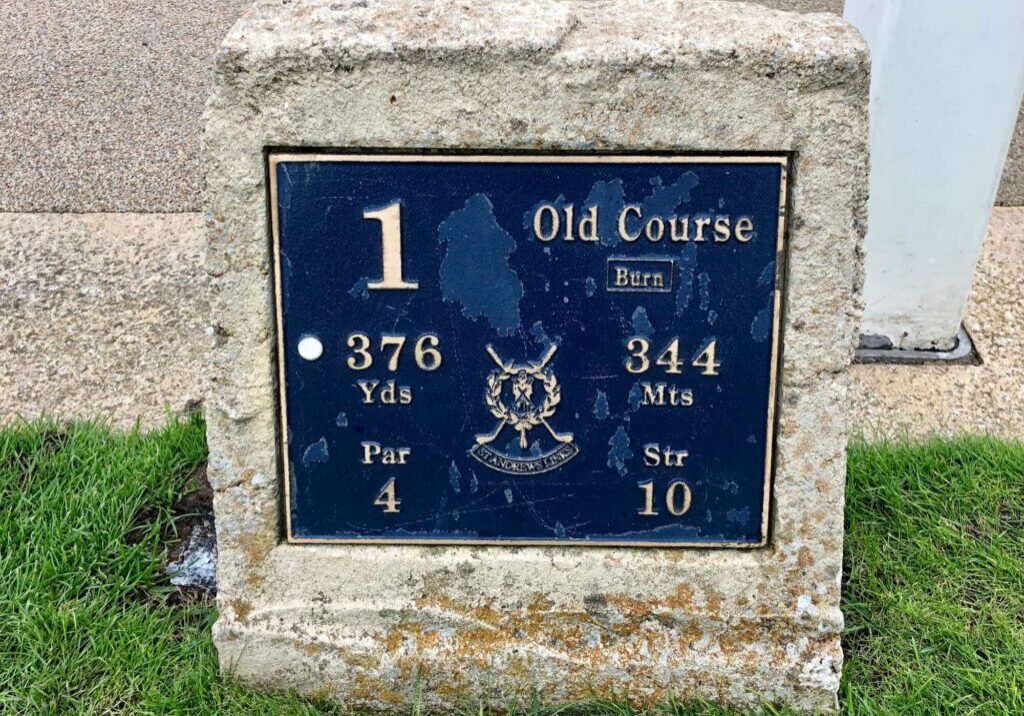 1
Old Course
Burn
376
Yds
344
Mts
ST ANDREWS LINKS
Par
4
Str
10